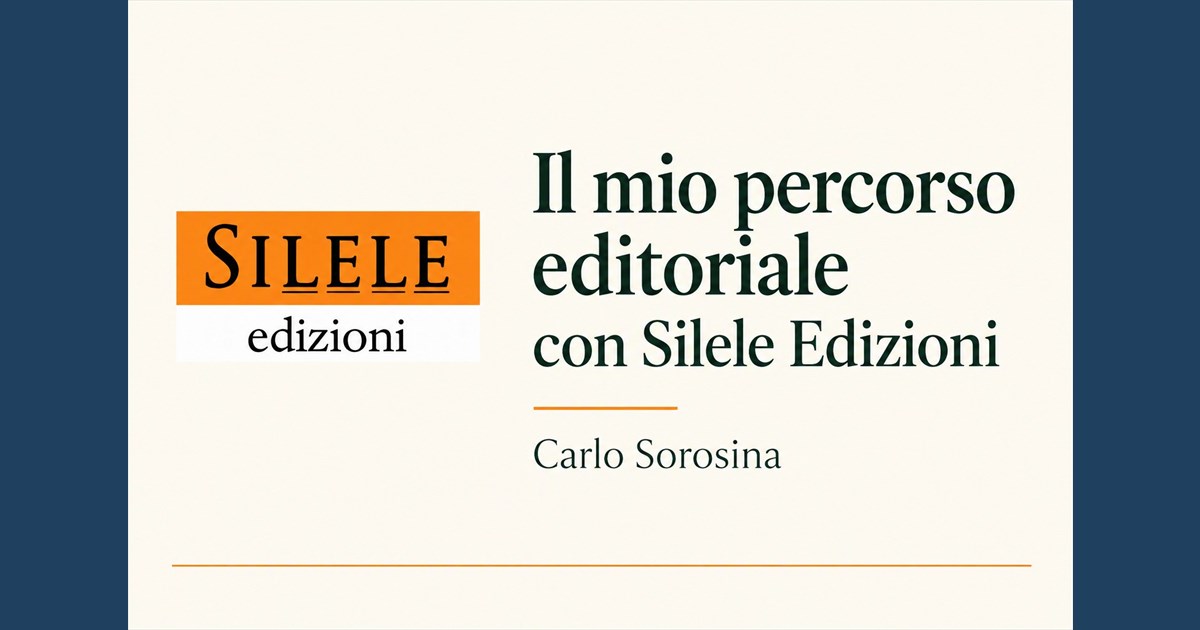 SILELE
edizioni
Il mio percorso
editoriale
con Silele Edizioni
Carlo Sorosina